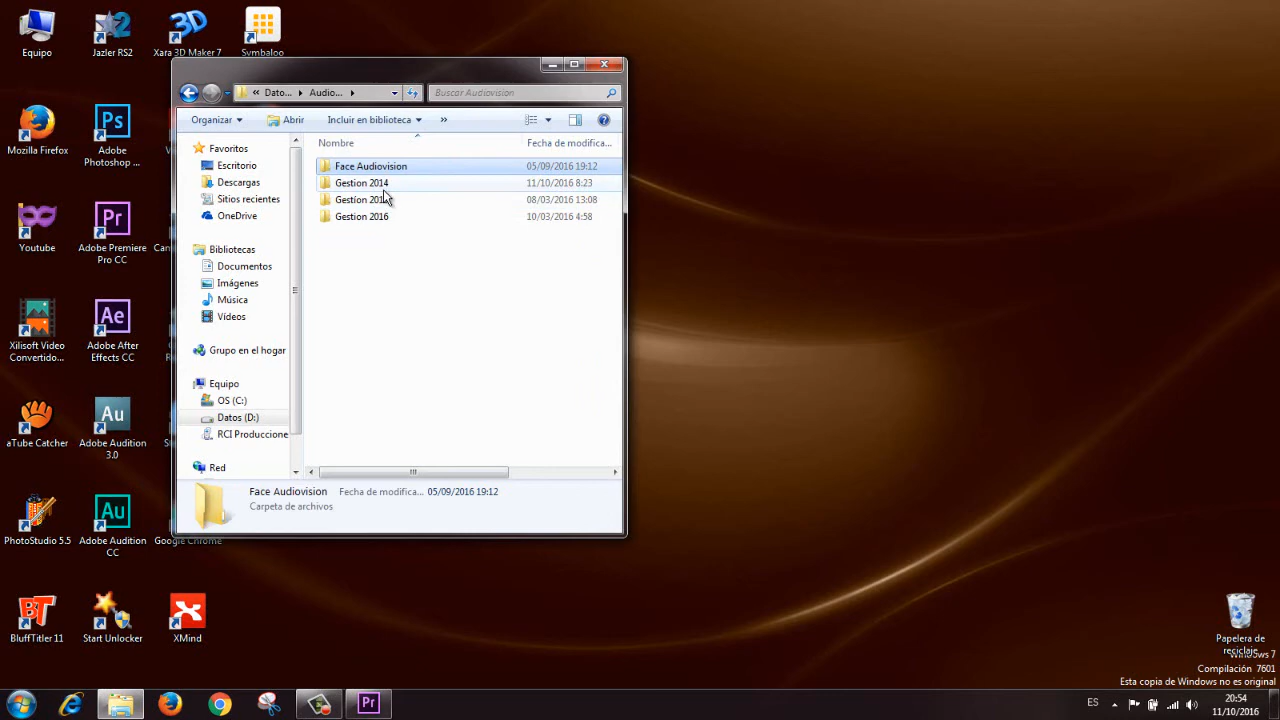 Equipo
Jazler RS2
Xara 3D Maker 7
Symbaloo
Mozilla Firefox
Adobe
Photoshop ...
Youtube
Adobe Premiere
Pro CC
Xilisoft Video
Convertido...
Adobe After
Effects CC
aTube Catcher
Adobe Audition
3.0
PhotoStudio 5.5
Adobe Audition
CC
Google Chrome
BluffTitler 11
Start Unlocker
XMind
« Dato... Audio...
Buscar Audiovision
Organizar
Abrir
Incluir en biblioteca
»
Nombre
Fecha de modifica...
Face Audiovision 05/09/2016 19:12
Gestion 2014 11/10/2016 8:23
Gestion 08/03/2016 13:08
Gestion 2016 10/03/2016 4:58
Favoritos
Escritorio
Descargas
Sitios recientes
OneDrive
Bibliotecas
Documentos
Imágenes
Música
Vídeos
Grupo en el hogar
Equipo
OS (C:)
Datos (D:)
RCI Produccione
Red
Face Audiovision Fecha de modifica... 05/09/2016 19:12
Carpeta de archivos
Papelera de
reciclaje
Windows 7
Compilación 7601
Esta copia de Windows no es original
ES
20:54
11/10/2016